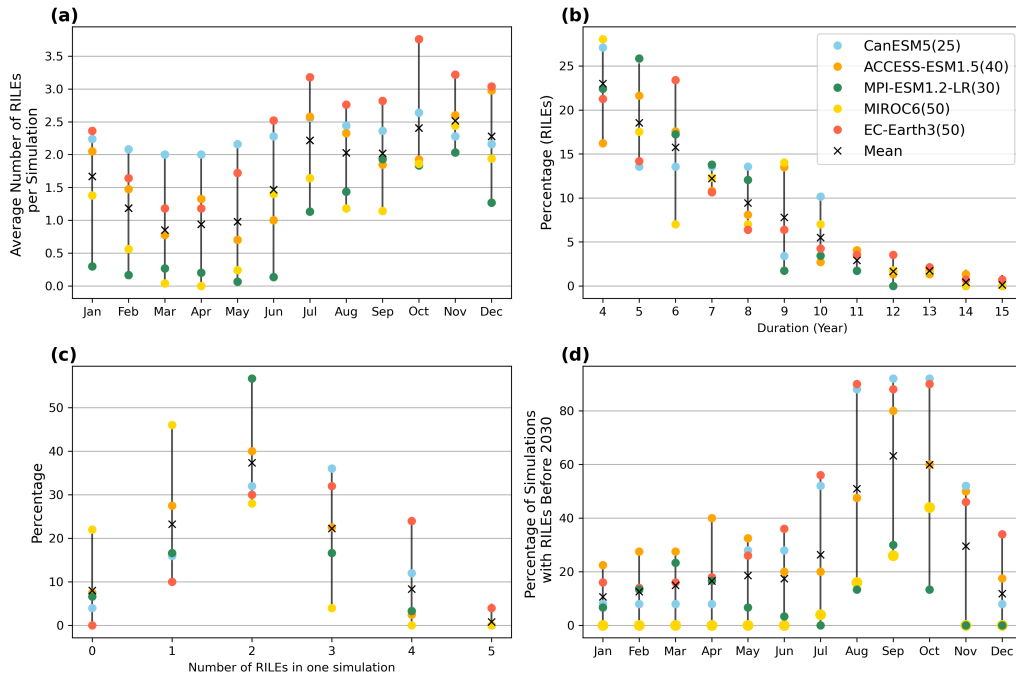 (a)
Average Number of RILEs
per Simulation
3.5
3.0
2.5
2.0
1.5
1.0
0.5
0.0
Jan Feb Mar Apr May Jun Jul Aug Sep Oct Nov Dec
(b)
Percentage (RILEs)
25
20
15
10
5
0
4 5 6 7 8 9 10 11 12 13 14 15
Duration (Year)
CanESM5(25)
ACCESS-ESM1.5(40)
MPI-ESM1.2-LR(30)
MIROC6(50)
EC-Earth3(50)
Mean
(c)
Percentage
50
40
30
20
10
0
0 1 2 3 4 5
Number of RILEs in one simulation
(d)
Percentage of Simulations
with RILEs Before 2030
80
60
40
20
0
Jan Feb Mar Apr May Jun Jul Aug Sep Oct Nov Dec